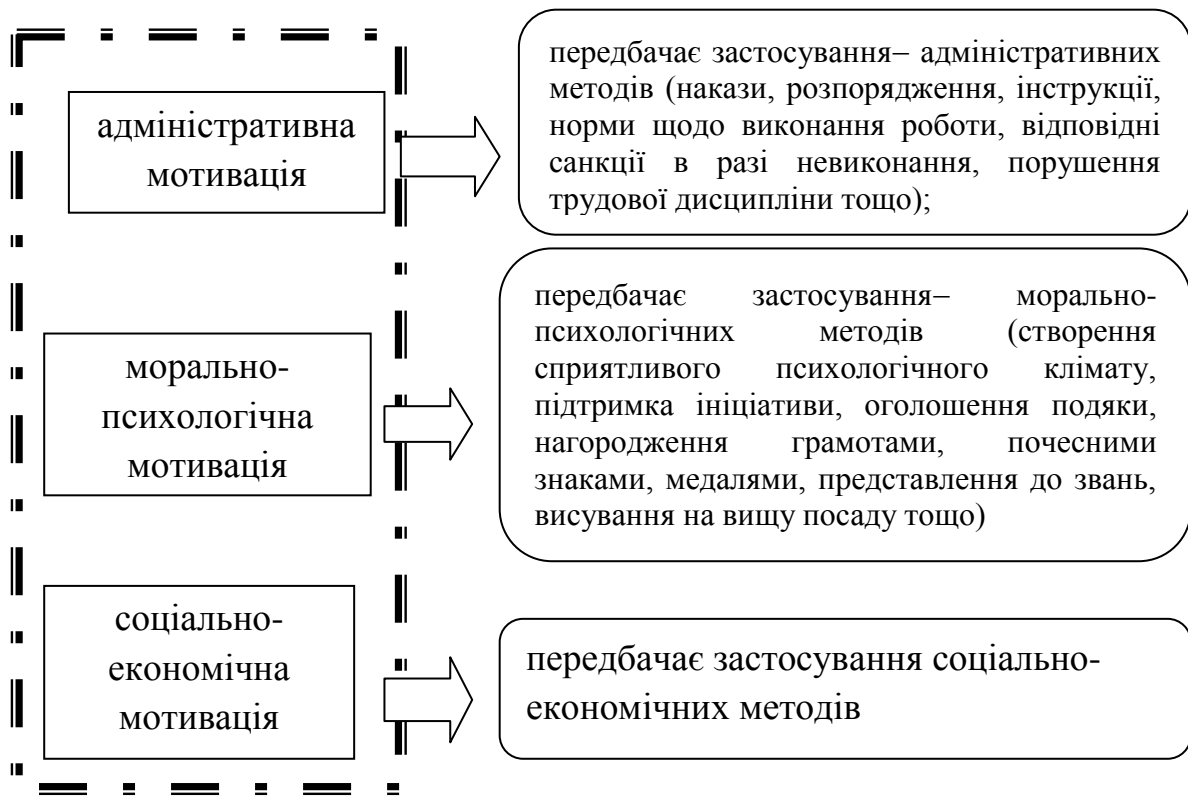 адміністративна
мотивація
передбачає застосування– адміністративних
методів (накази, розпорядження, інструкції,
норми щодо виконання роботи, відповідні
санкції в разі невиконання, порушення
трудової дисципліни тощо);
морально-
психологічна
мотивація
передбачає застосування– морально-
психологічних методів (створення
сприятливого психологічного клімату,
підтримка ініціативи, оголошення подяки,
нагородження грамотами, почесними
знаками, медалями, представлення до звань,
висування на вищу посаду тощо)
соціально-
економічна
мотивація
передбачає застосування соціально-
економічних методів